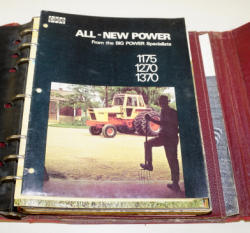 CASE
ALL-NEW POWER
From the BIG POWER Specialists
1175
1270
1370